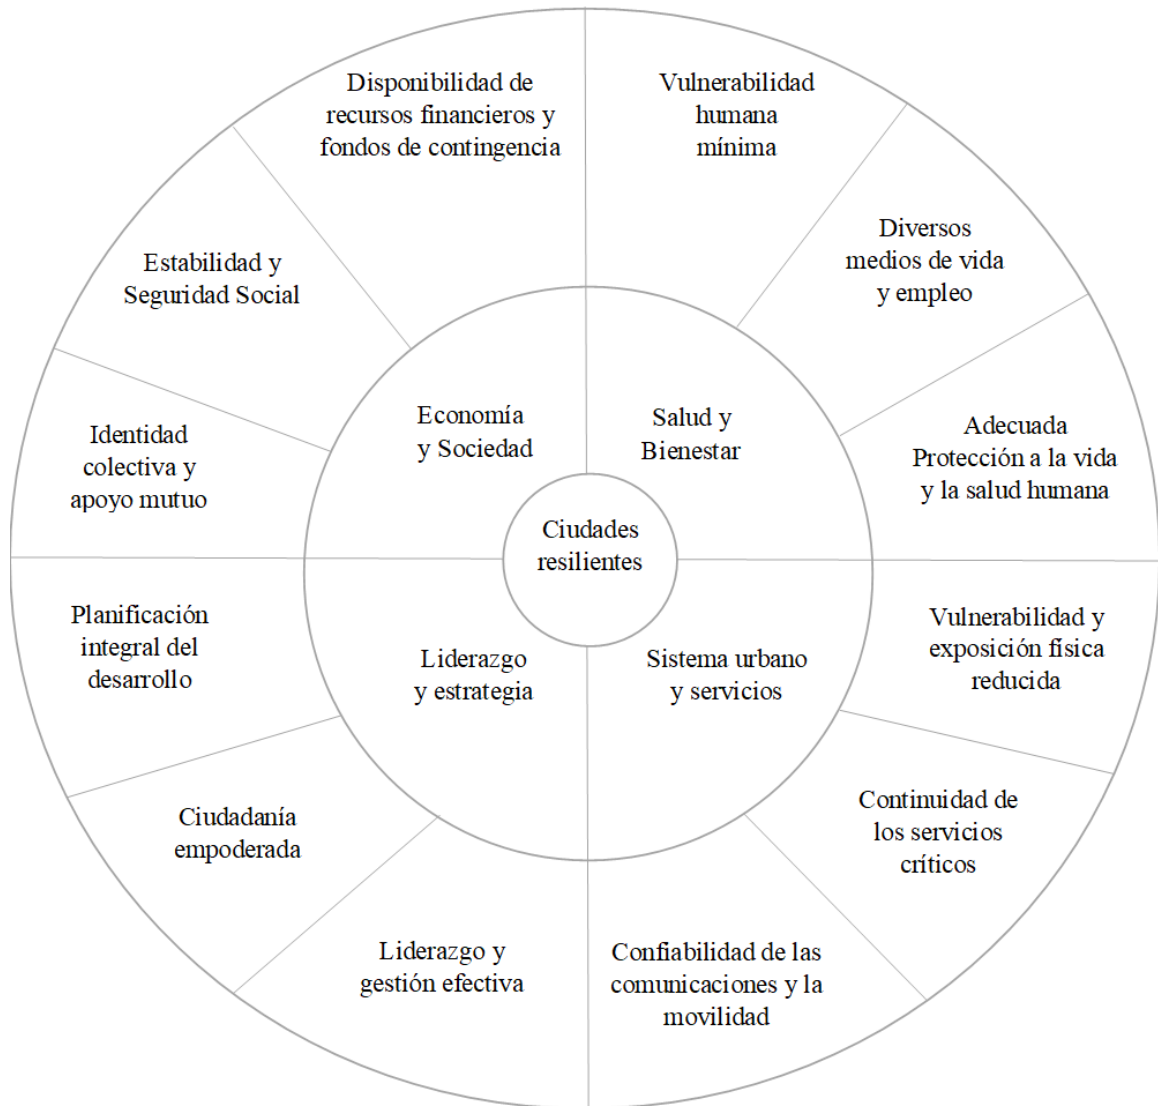 Disponibilidad de
recursos financieros y
fondos de contingencia
Vulnerabilidad
humana
mínima
Diversos
medios de vida
y empleo
Estabilidad y
Seguridad Social
Identidad
colectiva y
apoyo mutuo
Economía
y Sociedad
Salud y
Bienestar
Adecuada
Protección a la vida
y la salud humana
Ciudades
resilientes
Planificación
integral del
desarrollo
Liderazgo
y estrategia
Sistema urbano
y servicios
Vulnerabilidad y
exposición física
reducida
Ciudadanía
empoderada
Continuidad de
los servicios
críticos
Liderazgo y
gestión efectiva
Confiabilidad de las
comunicaciones y la
movilidad